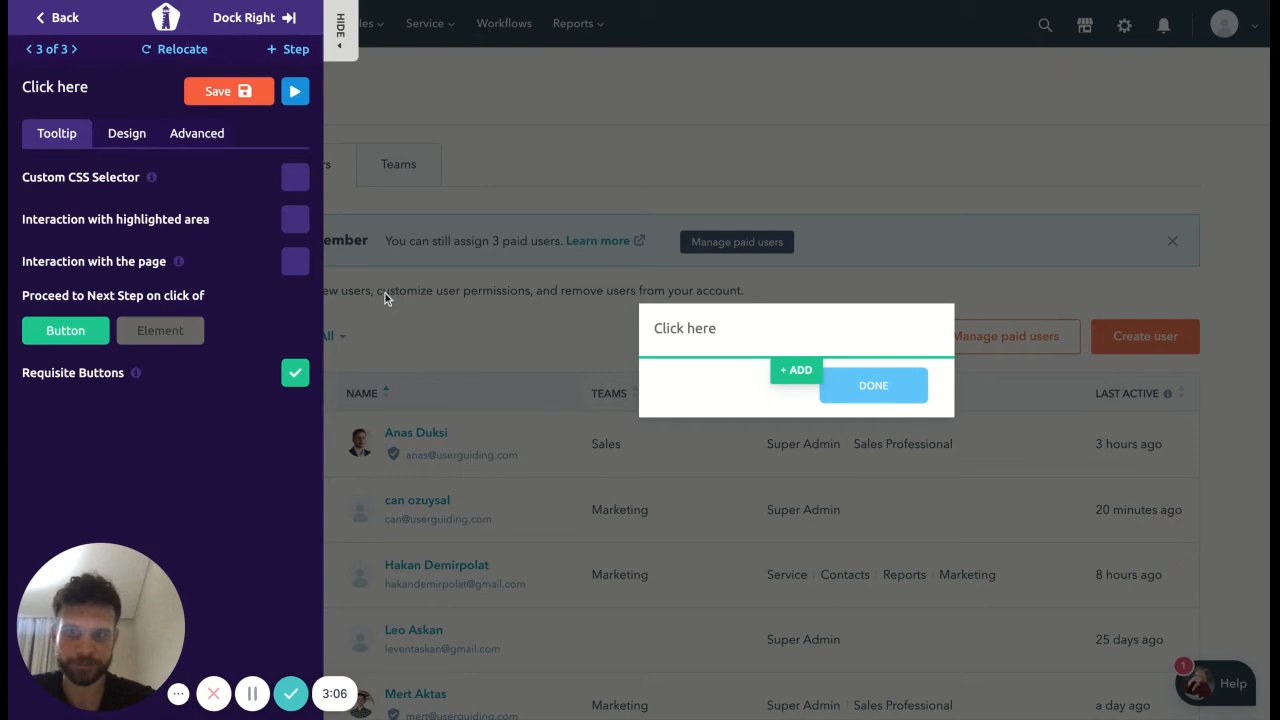 Back
Dock Right
HIDE
les
Service
Workflows
Reports
3 of 3
Relocate
+ Step
Click here
Save
Tooltip
Design
Advanced
Teams
Custom CSS Selector
Interaction with highlighted area
Interaction with the page
Proceed to Next Step on click of
Button
Element
Requisite Buttons
ember
You can still assign 3 paid users. Learn more
Manage paid users
ew users, customize user permissions, and remove users from your account.
All
Click here
Manage paid users
Create user
+ ADD
DONE
NAME
TEAMS
LAST ACTIVE
Anas Duksi
anas@userguiding.com
Sales
Super Admin
Sales Professional
3 hours ago
can ozuysal
can@userguiding.com
Marketing
Super Admin
20 minutes ago
Hakan Demirpolat
hakandemirpolat@gmail.com
Marketing
Service
Contacts
Reports
Marketing
8 hours ago
Leo Askan
leventaskan@gmail.com
Super Admin
25 days ago
Mert Aktas
mert@userguiding.com
Marketing
Super Admin
Sales Professional
a day ago
3:06
1
Help